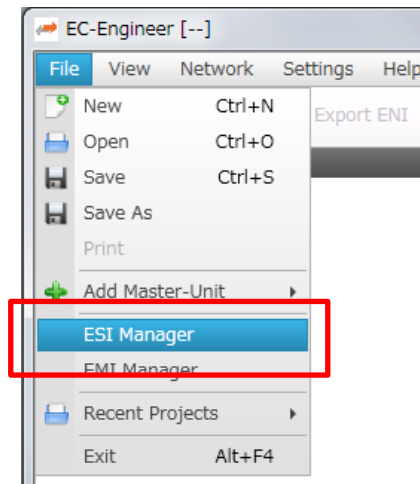 EC-Engineer [--]
File View Network Settings Help
New Ctrl+N
Export ENI
Open Ctrl+O
Save Ctrl+S
Save As
Print
Add Master-Unit
ESI Manager
EMI Manager
Recent Projects
Exit Alt+F4